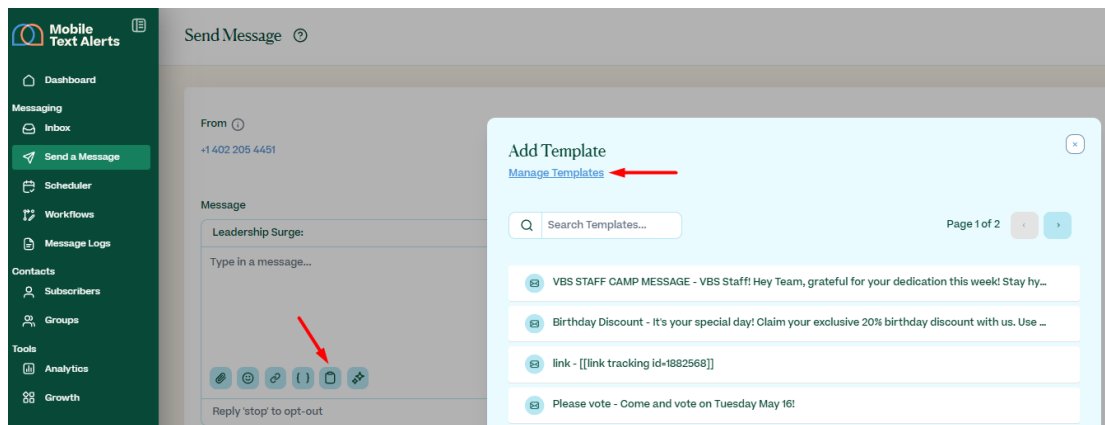 Mobile
Text Alerts
Dashboard
Messaging
Inbox
Send a Message
Scheduler
Workflows
Message Logs
Contacts
Subscribers
Groups
Tools
Analytics
Growth
Send Message
From
+1 402 205 4451
Message
Leadership Surge:
Type in a message...
{ }
Reply 'stop' to opt-out
Add Template
Manage Templates
Search Templates...
Page 1 of 2
VBS STAFF CAMP MESSAGE - VBS Staff! Hey Team, grateful for your dedication this week! Stay hy...
Birthday Discount - It's your special day! Claim your exclusive 20% birthday discount with us. Use ...
link - [[link tracking id=1882568]]
Please vote - Come and vote on Tuesday May 16!